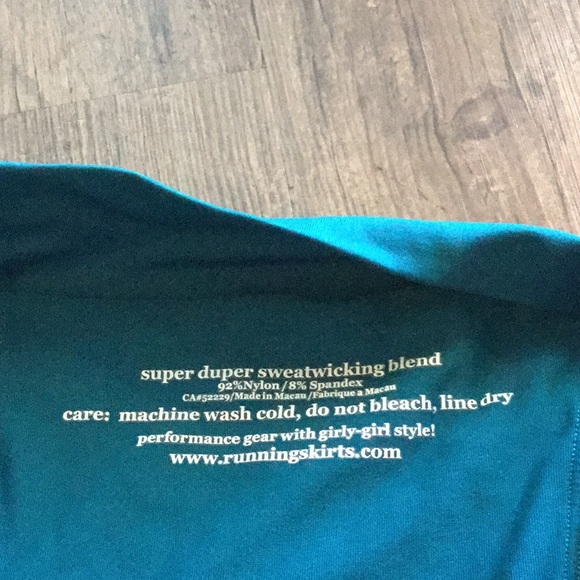 super duper sweatwicking blend
92%Nylon/8% Spandex
CA#52229/Made in Macau/Fabrique a Macau
care: machine wash cold, do not bleach, line dry
performance gear with girly-girl style!
www.runningskirts.com